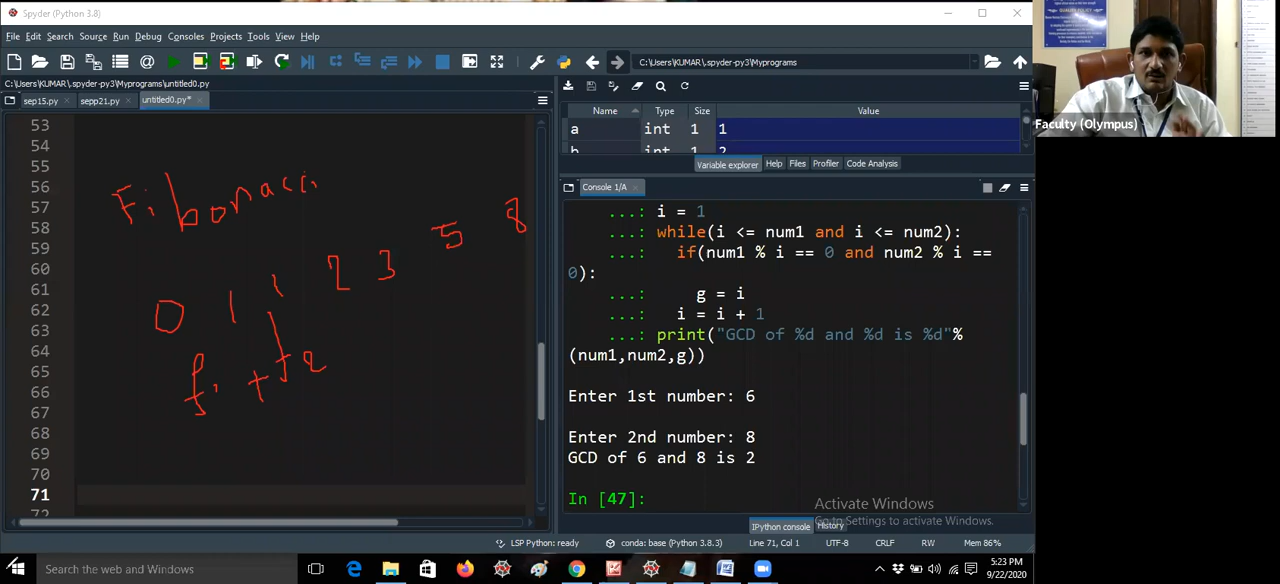 Spyder (Python 3.8)
File Edit Search Source Run Debug Consoles Projects Tools View Help
C:\Users\KUMAR\.spyder-py3\Myprograms
C:\Users\KUMAR\.spyder-py3\Myprograms\untitled0.py
sep15.py sepp21.py untitled0.py*
53
54
55
56
57
58
59
60
61
62
63
64
65
66
67
68
69
70
71
72
Fibonacci
0 1 1 2 3 5 8
f1 + f2
Name Type Size Value
a int 1 1
b int 1 2
Variable explorer Help Files Profiler Code Analysis
Console 1/A
...: i = 1
...: while(i <= num1 and i <= num2):
...: if(num1 % i == 0 and num2 % i ==
0):
...: g = i
...: i = i + 1
...: print("GCD of %d and %d is %d"%
(num1,num2,g))
Enter 1st number: 6
Enter 2nd number: 8
GCD of 6 and 8 is 2
In [47]:
Activate Windows
Go to Settings to activate Windows.
IPython console History
LSP Python: ready conda: base (Python 3.8.3) Line 71, Col 1 UTF-8 CRLF RW Mem 86%
Faculty (Olympus)
Search the Web and Windows
5:23 PM
9/22/2020